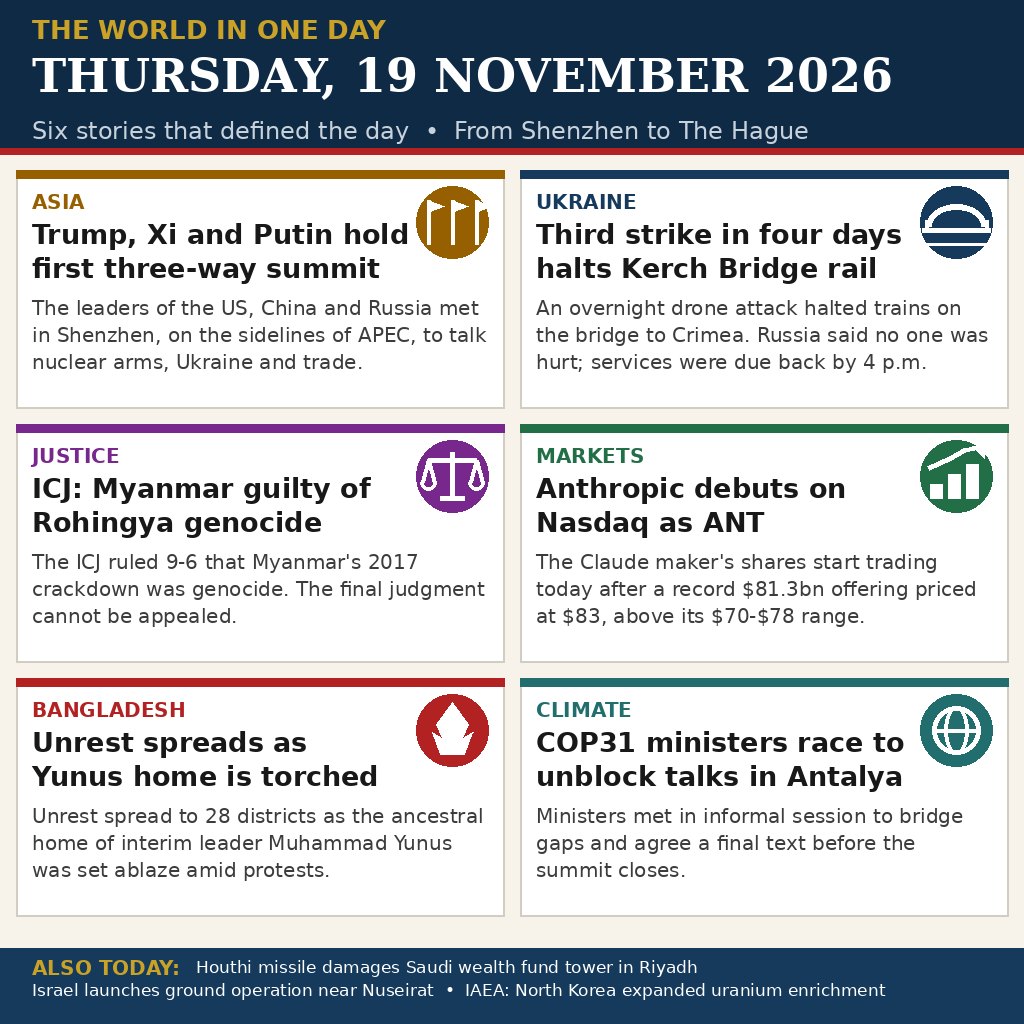 THE WORLD IN ONE DAY
THURSDAY, 19 NOVEMBER 2026
Six stories that defined the day • From Shenzhen to The Hague
ASIA
Trump, Xi and Putin hold
first three-way summit
The leaders of the US, China and Russia met
in Shenzhen, on the sidelines of APEC, to talk
nuclear arms, Ukraine and trade.
UKRAINE
Third strike in four days
halts Kerch Bridge rail
An overnight drone attack halted trains on
the bridge to Crimea. Russia said no one was
hurt; services were due back by 4 p.m.
JUSTICE
ICJ: Myanmar guilty of
Rohingya genocide
The ICJ ruled 9-6 that Myanmar's 2017
crackdown was genocide. The final judgment
cannot be appealed.
MARKETS
Anthropic debuts on
Nasdaq as ANT
The Claude maker's shares start trading
today after a record $81.3bn offering priced
at $83, above its $70-$78 range.
BANGLADESH
Unrest spreads as
Yunus home is torched
Unrest spread to 28 districts as the ancestral
home of interim leader Muhammad Yunus
was set ablaze amid protests.
CLIMATE
COP31 ministers race to
unblock talks in Antalya
Ministers met in informal session to bridge
gaps and agree a final text before the
summit closes.
ALSO TODAY: Houthi missile damages Saudi wealth fund tower in Riyadh
Israel launches ground operation near Nuseirat • IAEA: North Korea expanded uranium enrichment